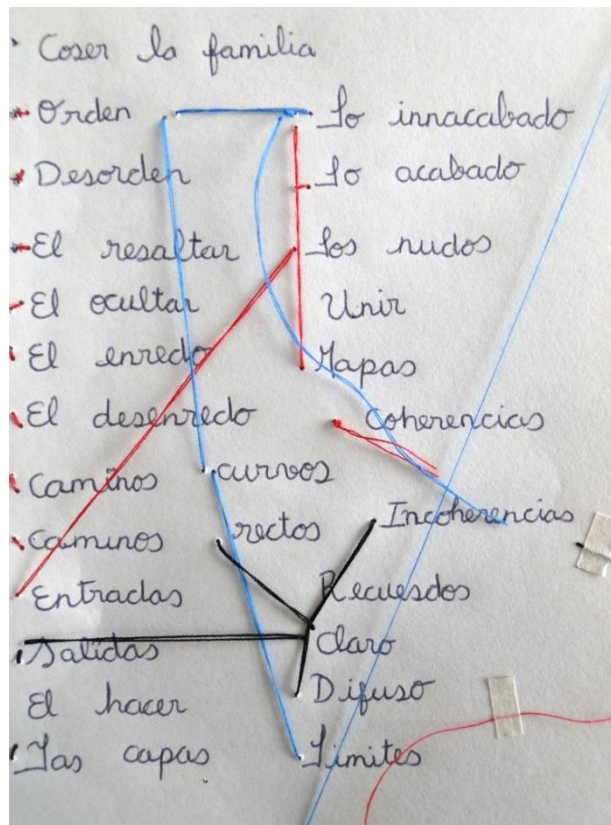 Coser la familia
Orden
Desorden
El resaltar
El ocultar
El enredo
El desenredo
Caminos curvos
Caminos rectos
Entradas
Salidas
El hacer
Las capas
Lo innacabado
Lo acabado
Los nudos
Unir
Mapas
Coherencias
Incoherencias
Recuesdos
Claro
Difuso
Límites